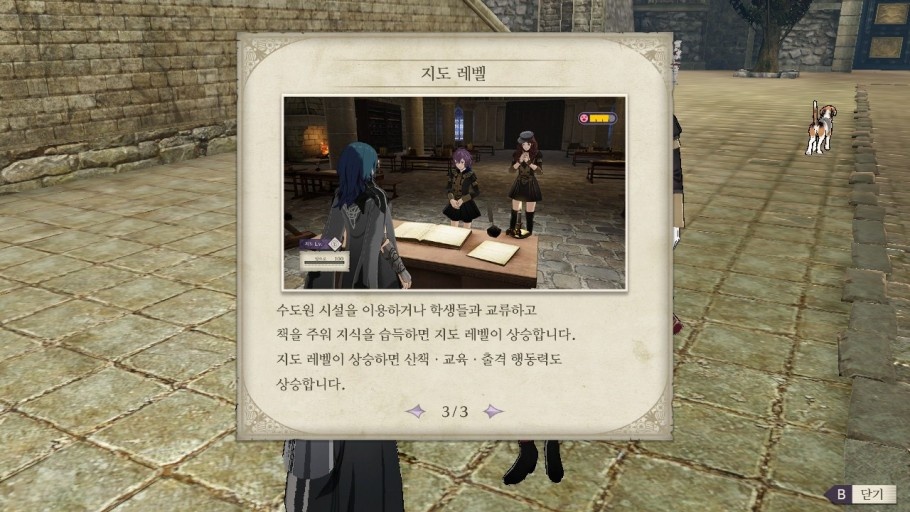 지도 레벨
지도 Lv.
수도원 시설을 이용하거나 학생들과 교류하고
책을 주워 지식을 습득하면 지도 레벨이 상승합니다.
지도 레벨이 상승하면 산책 · 교육 · 출격 행동력도
상승합니다.
3/3
B 닫기